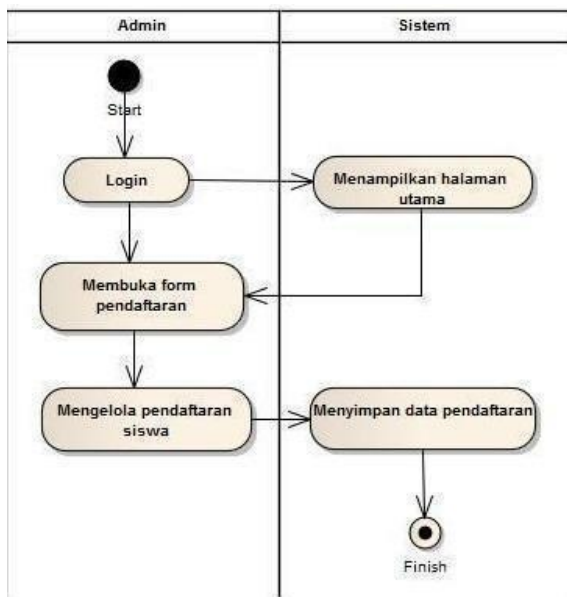 Admin
Sistem
Start
Login
Menampilkan halaman
utama
Membuka form
pendaftaran
Mengelola pendaftaran
siswa
Menyimpan data pendaftaran
Finish